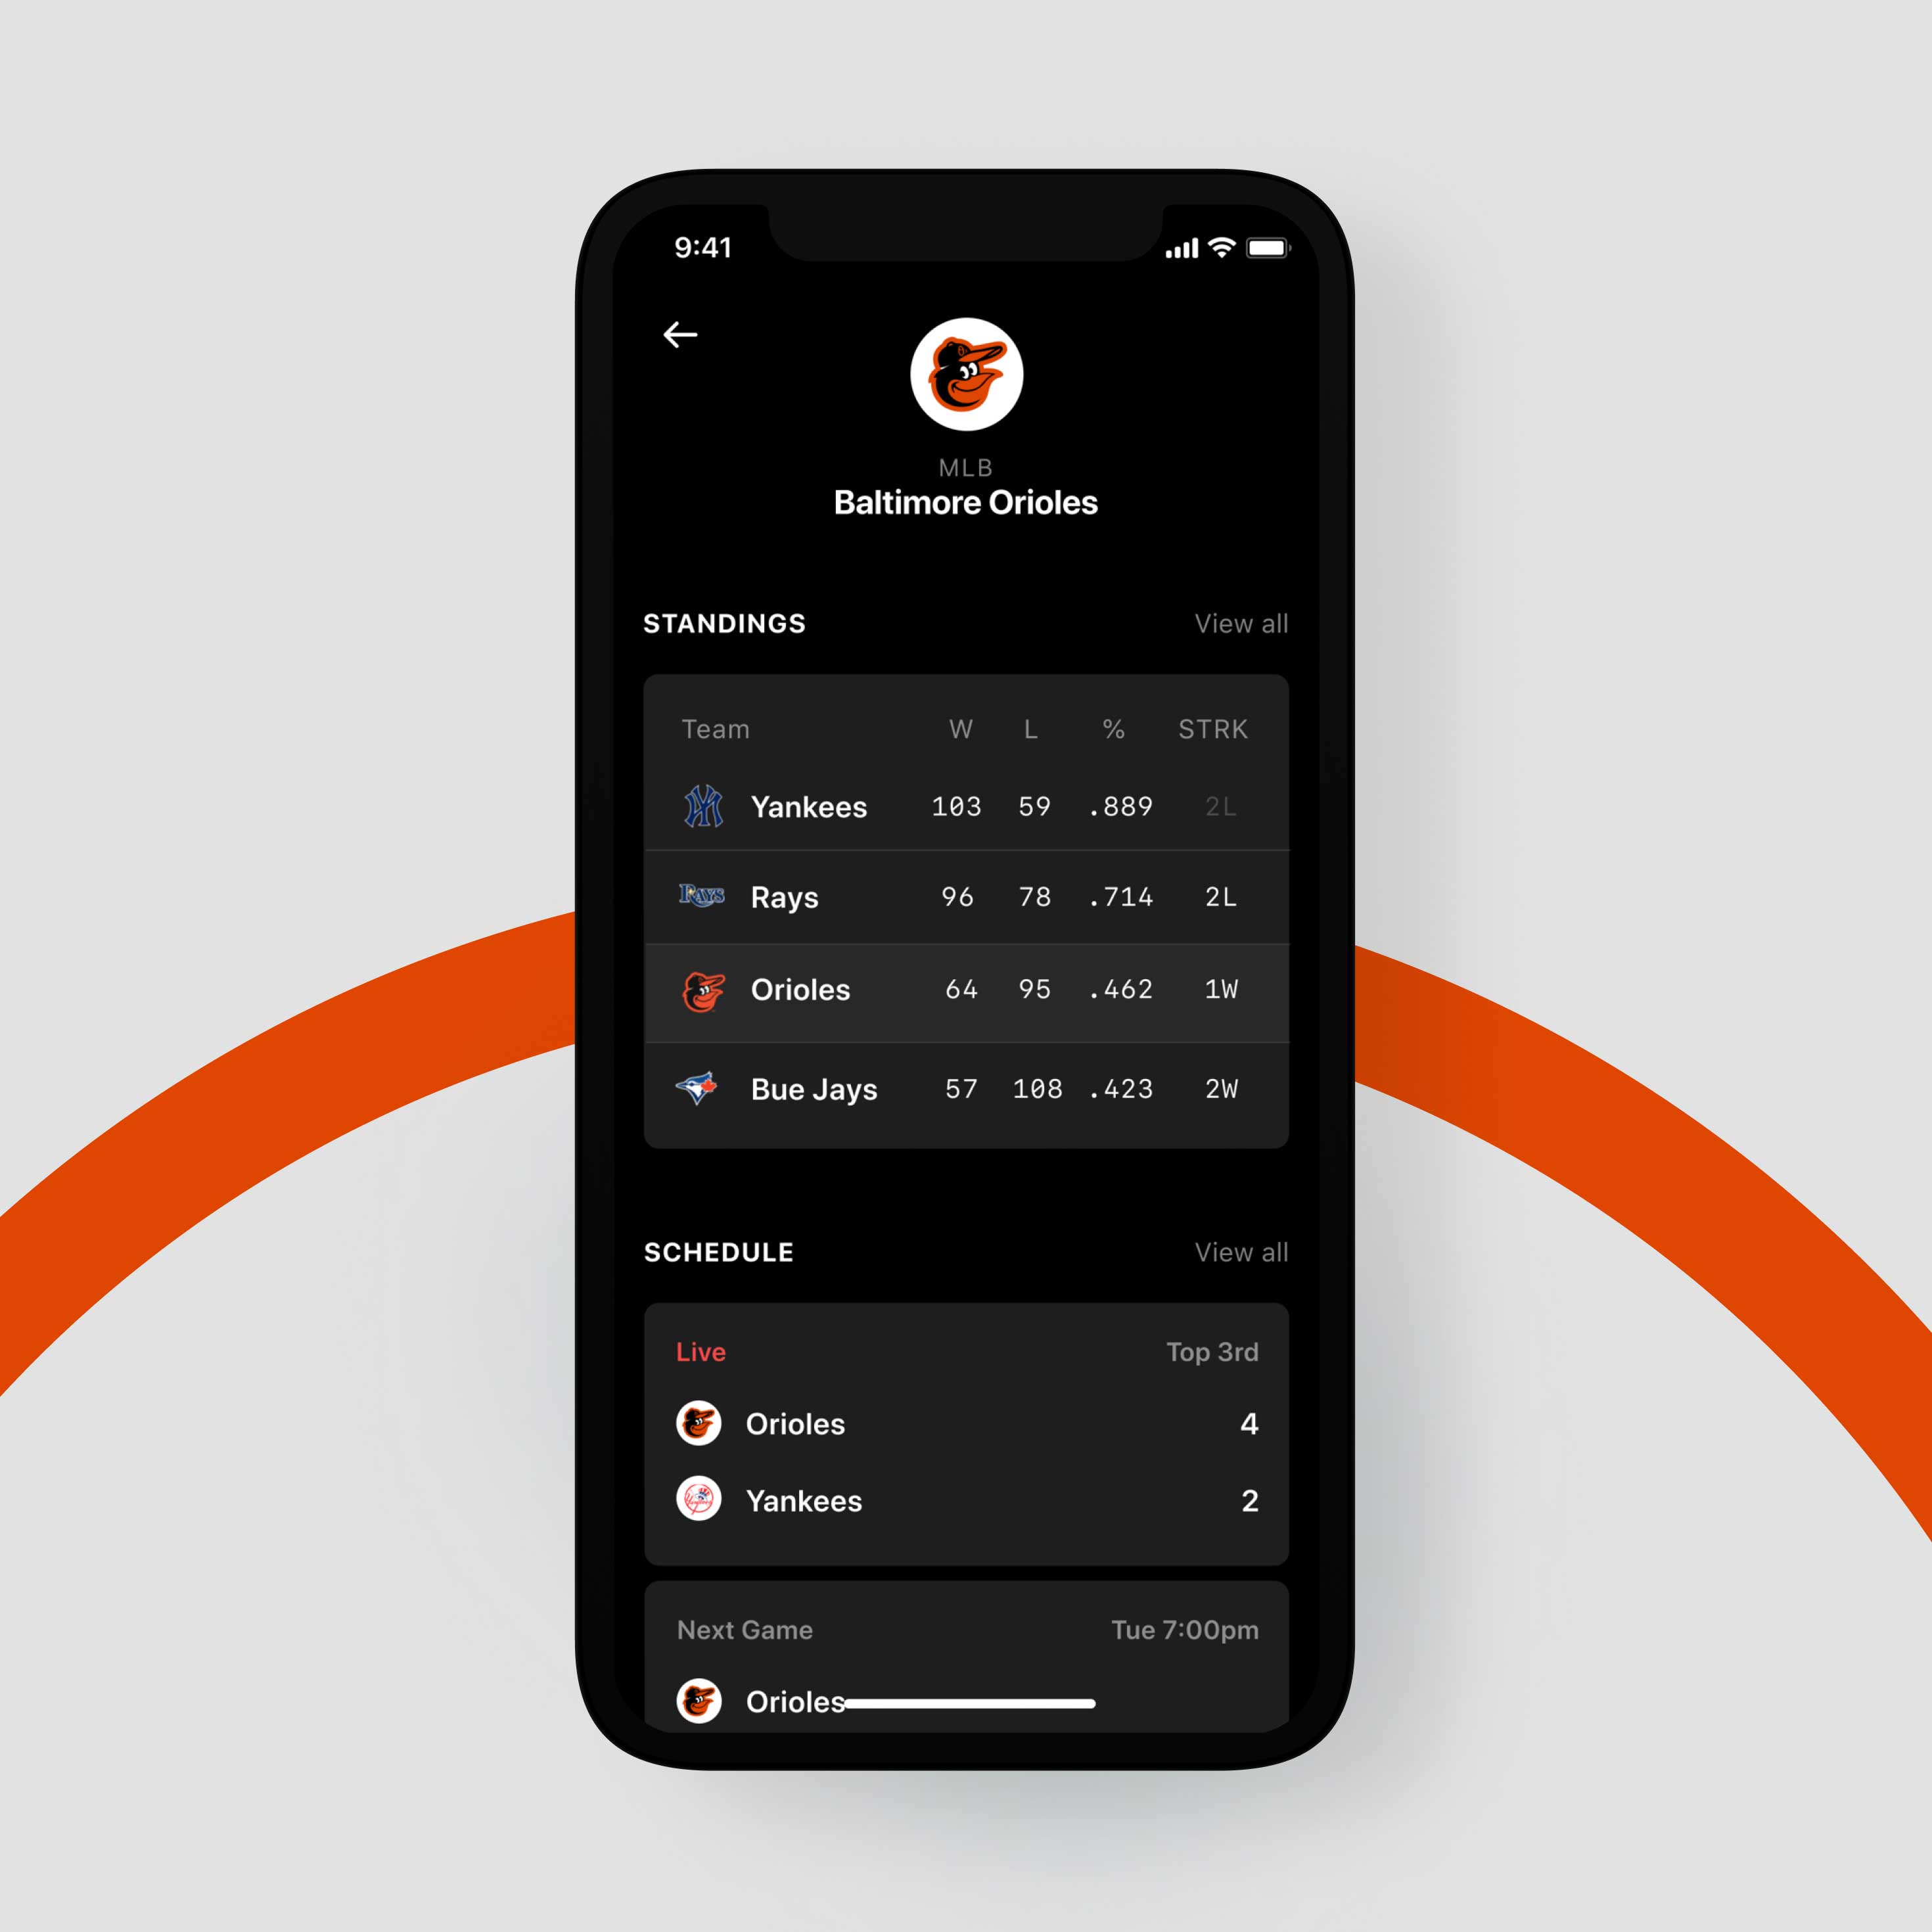 9:41
MLB
Baltimore Orioles
STANDINGS View all
Team W L % STRK
Yankees 103 59 .889 2L
RAYS Rays 96 78 .714 2L
Orioles 64 95 .462 1W
Bue Jays 57 108 .423 2W
SCHEDULE View all
Live Top 3rd
Orioles 4
Yankees Yankees 2
Next Game Tue 7:00pm
Orioles